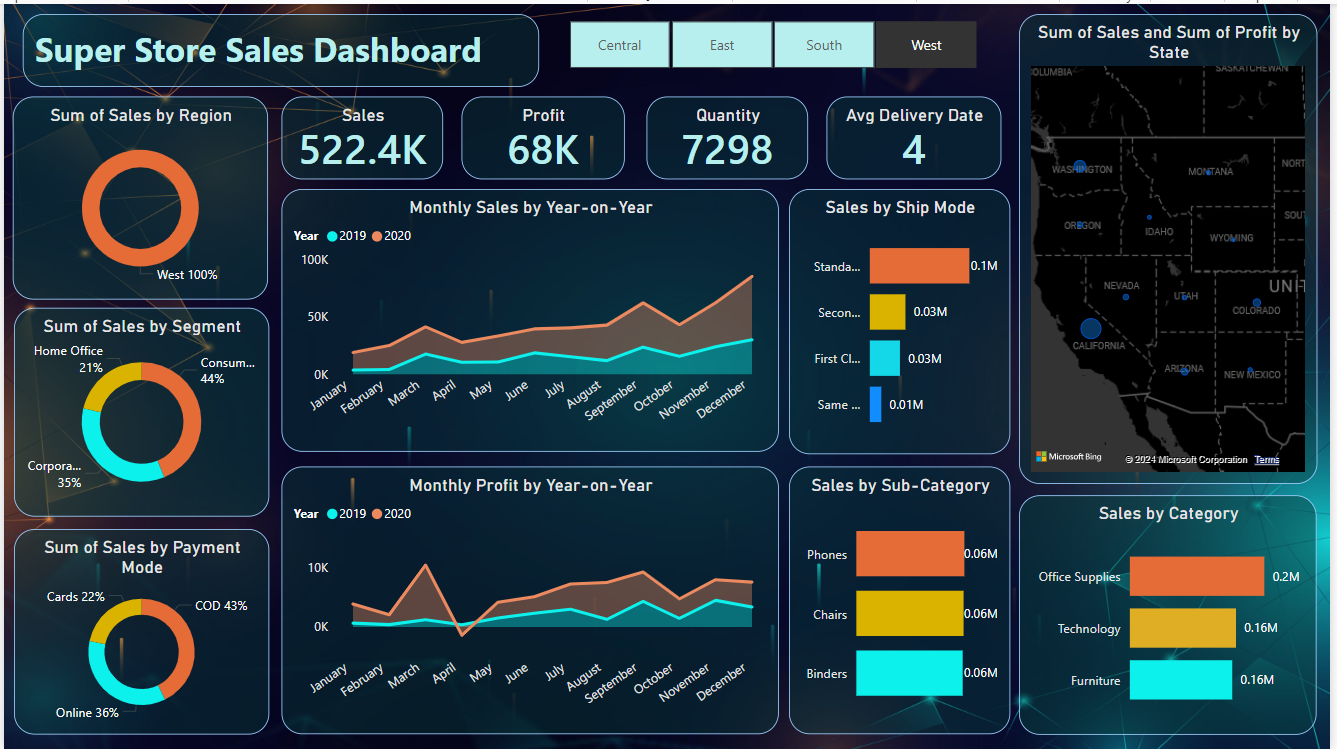 Super Store Sales Dashboard
Central
East
South
West
Sum of Sales by Region
West 100%
Sales
522.4K
Profit
68K
Quantity
7298
Avg Delivery Date
4
Sum of Sales and Sum of Profit by
State
OLUMBIA
SASKATCHEWAN
WASHINGTON
MONTANA
NORT
OREGON
IDAHO
SOU
WYOMING
NEVADA
UTAH
UNIT
COLORADO
CALIFORNIA
ARIZONA
NEW MEXICO
Microsoft Bing
© 2024 Microsoft Corporation Terms
Sum of Sales by Segment
Home Office
21%
Consum...
44%
Corpora...
35%
Monthly Sales by Year-on-Year
Year 2019 2020
100K
50K
0K
January
February
March
April
May
June
July
August
September
October
November
December
Sales by Ship Mode
Standa... 0.1M
Secon... 0.03M
First Cl... 0.03M
Same ... 0.01M
Sum of Sales by Payment
Mode
Cards 22%
COD 43%
Online 36%
Monthly Profit by Year-on-Year
Year 2019 2020
10K
0K
January
February
March
April
May
June
July
August
September
October
November
December
Sales by Sub-Category
Phones 0.06M
Chairs 0.06M
Binders 0.06M
Sales by Category
Office Supplies 0.2M
Technology 0.16M
Furniture 0.16M